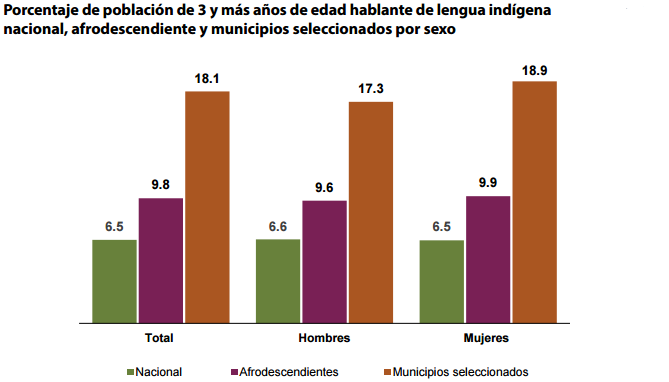 Porcentaje de población de 3 y más años de edad hablante de lengua indígena
nacional, afrodescendiente y municipios seleccionados por sexo
18.1
17.3
18.9
9.8
9.6
9.9
6.5
6.6
6.5
Total
Hombres
Mujeres
Nacional
Afrodescendientes
Municipios seleccionados